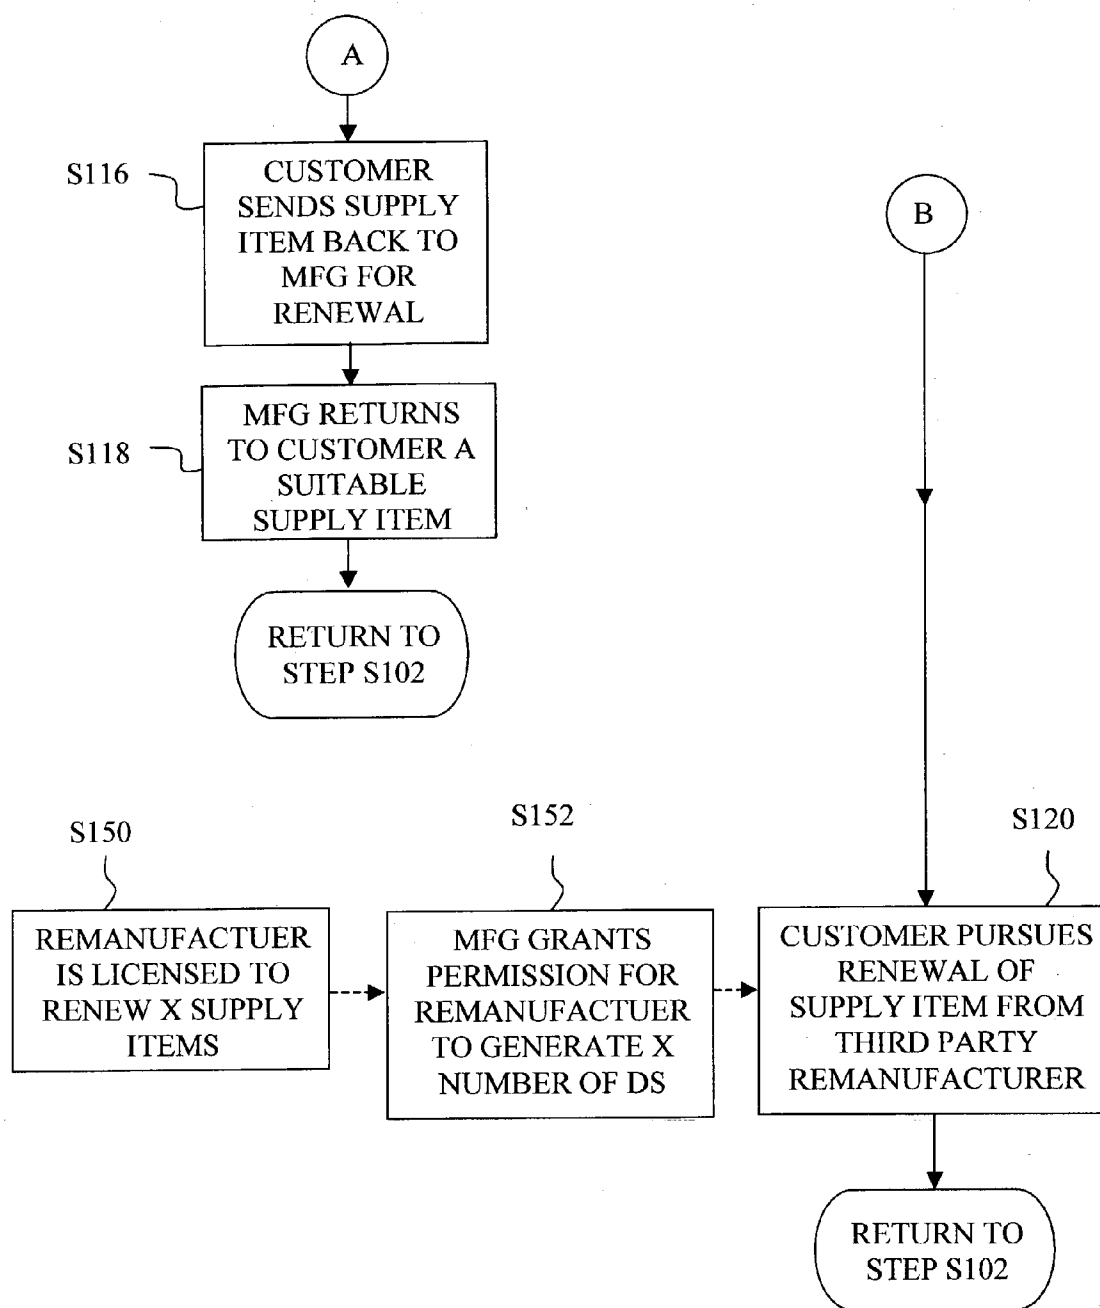 A
S116
CUSTOMER
SENDS SUPPLY
ITEM BACK TO
MFG FOR
RENEWAL
B
S118
MFG RETURNS
TO CUSTOMER A
SUITABLE
SUPPLY ITEM
RETURN TO
STEP S102
S150
REMANUFACTUER
IS LICENSED TO
RENEW X SUPPLY
ITEMS
S152
MFG GRANTS
PERMISSION FOR
REMANUFACTUER
TO GENERATE X
NUMBER OF DS
S120
CUSTOMER PURSUES
RENEWAL OF
SUPPLY ITEM FROM
THIRD PARTY
REMANUFACTURER
RETURN TO
STEP S102